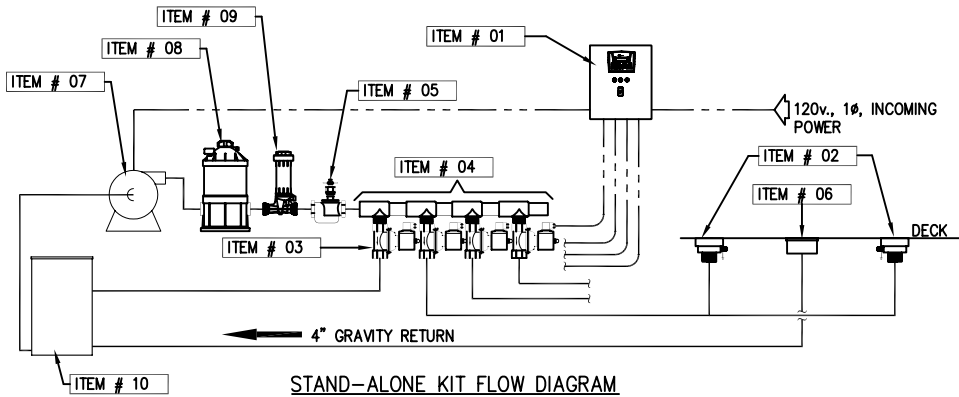 ITEM # 09
ITEM # 08
ITEM # 07
ITEM # 01
ITEM # 05
120v., 1ø, INCOMING
POWER
ITEM # 04
ITEM # 02
ITEM # 06
DECK
ITEM # 03
4" GRAVITY RETURN
ITEM # 10
STAND-ALONE KIT FLOW DIAGRAM